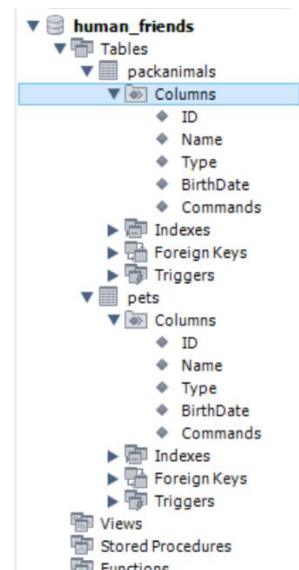 human_friends
Tables
packanimals
Columns
ID
Name
Type
BirthDate
Commands
Indexes
Foreign Keys
Triggers
pets
Columns
ID
Name
Type
BirthDate
Commands
Indexes
Foreign Keys
Triggers
Views
Stored Procedures
Functions